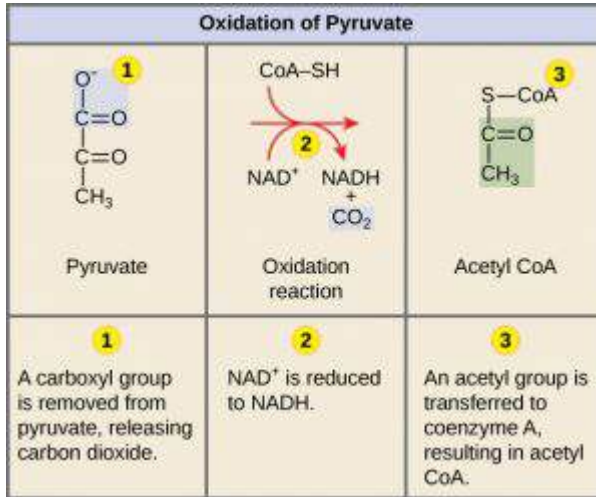 Oxidation of Pyruvate
1
O⁻
C=O
C=O
CH₃
Pyruvate
CoA–SH
2
NAD⁺ NADH
+
CO₂
Oxidation
reaction
3
S—CoA
C=O
CH₃
Acetyl CoA
1
A carboxyl group
is removed from
pyruvate, releasing
carbon dioxide.
2
NAD⁺ is reduced
to NADH.
3
An acetyl group is
transferred to
coenzyme A,
resulting in acetyl
CoA.